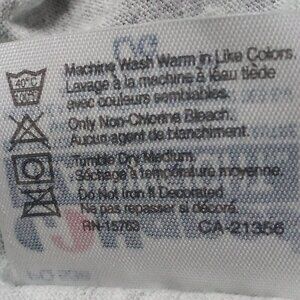 40°C
105°F
Machine Wash Warm in Like Colors.
Lavage à la machine à l'eau tiède
avec couleurs semblables.
Only Non-Chlorine Bleach.
Aucun agent de blanchiment.
Tumble Dry Medium.
Séchage à température moyenne.
Do Not Iron If Decorated
Ne pas repasser si décoré.
RN-15763 CA-21356